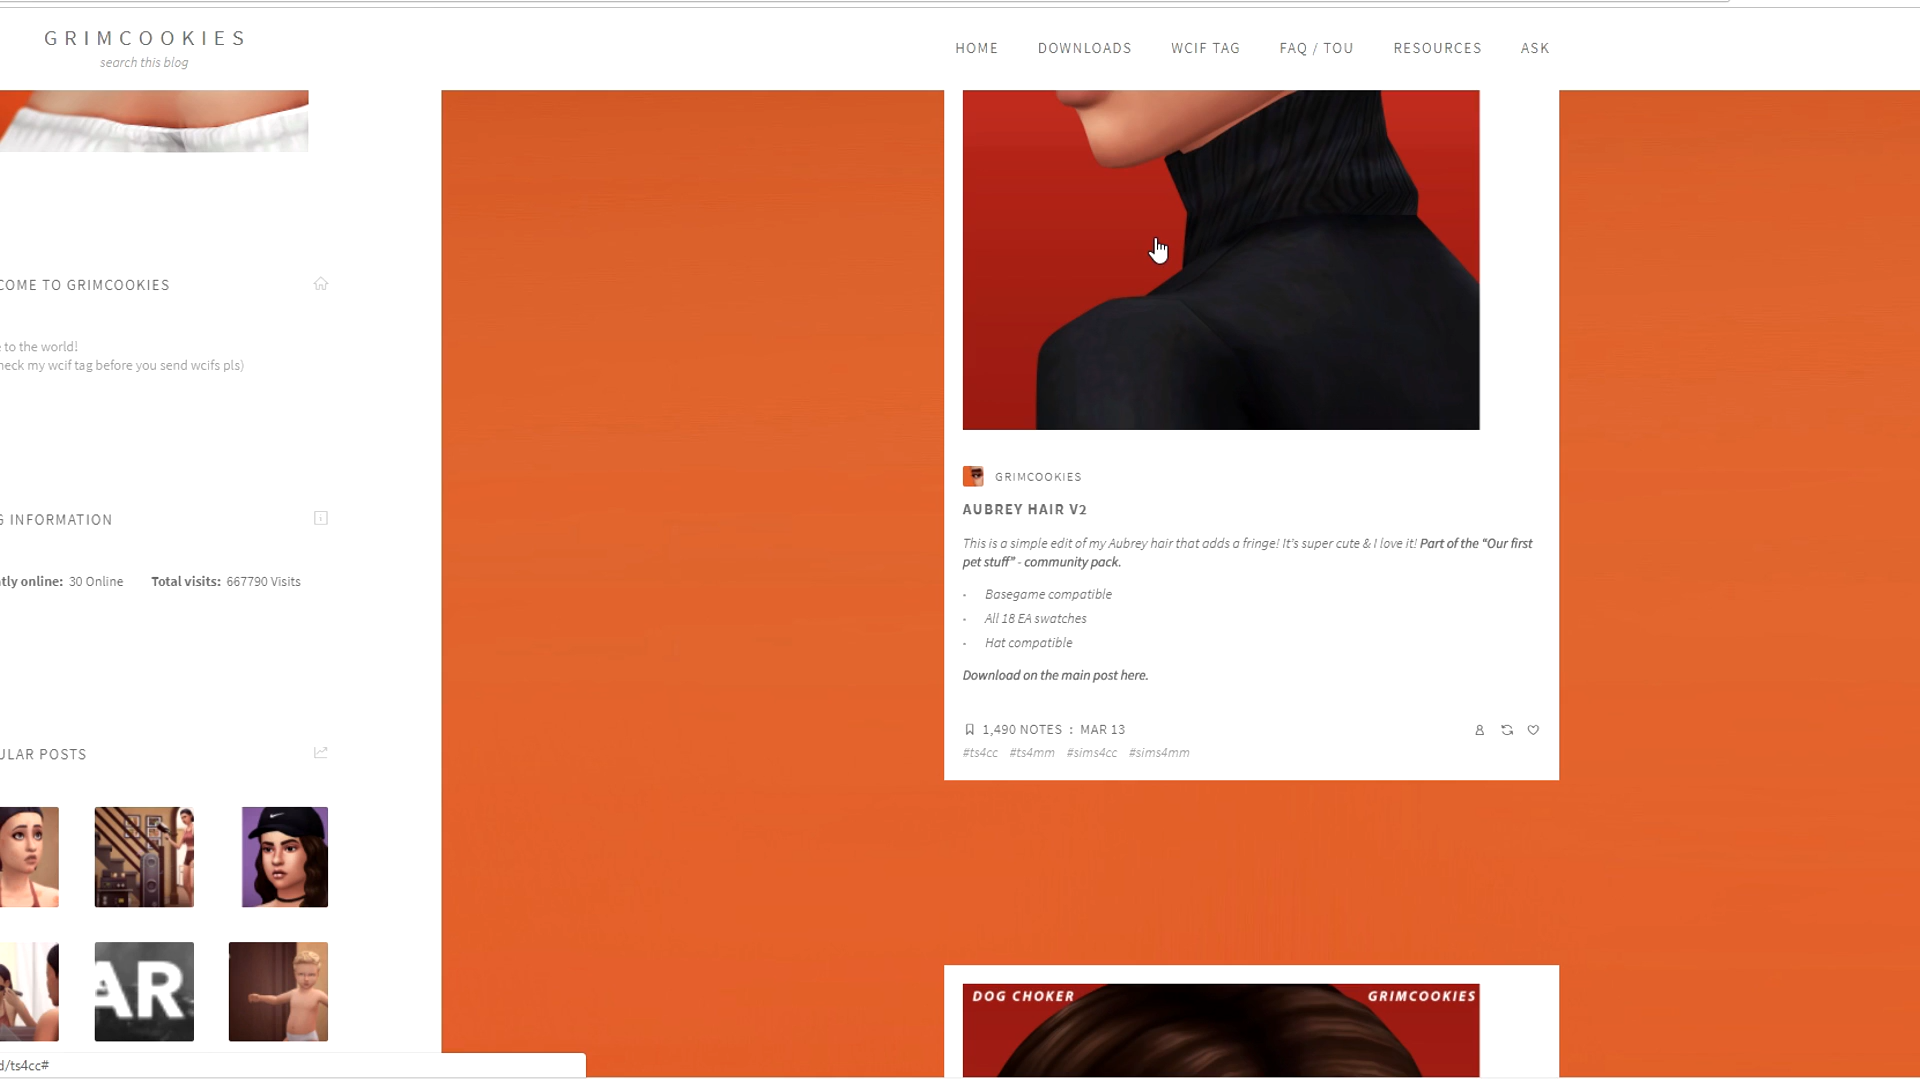 GRIMCOOKIES
search this blog
HOME DOWNLOADS WCIF TAG FAQ / TOU RESOURCES ASK
COME TO GRIMCOOKIES
to the world!
heck my wcif tag before you send wcifs pls)
INFORMATION
tly online: 30 Online Total visits: 667790 Visits
ULAR POSTS
AR
d/ts4cc#
GRIMCOOKIES
AUBREY HAIR V2
This is a simple edit of my Aubrey hair that adds a fringe! It's super cute & I love it! Part of the “Our first
pet stuff” - community pack.
· Basegame compatible
· All 18 EA swatches
· Hat compatible
Download on the main post here.
1,490 NOTES : MAR 13
#ts4cc #ts4mm #sims4cc #sims4mm
DOG CHOKER GRIMCOOKIES